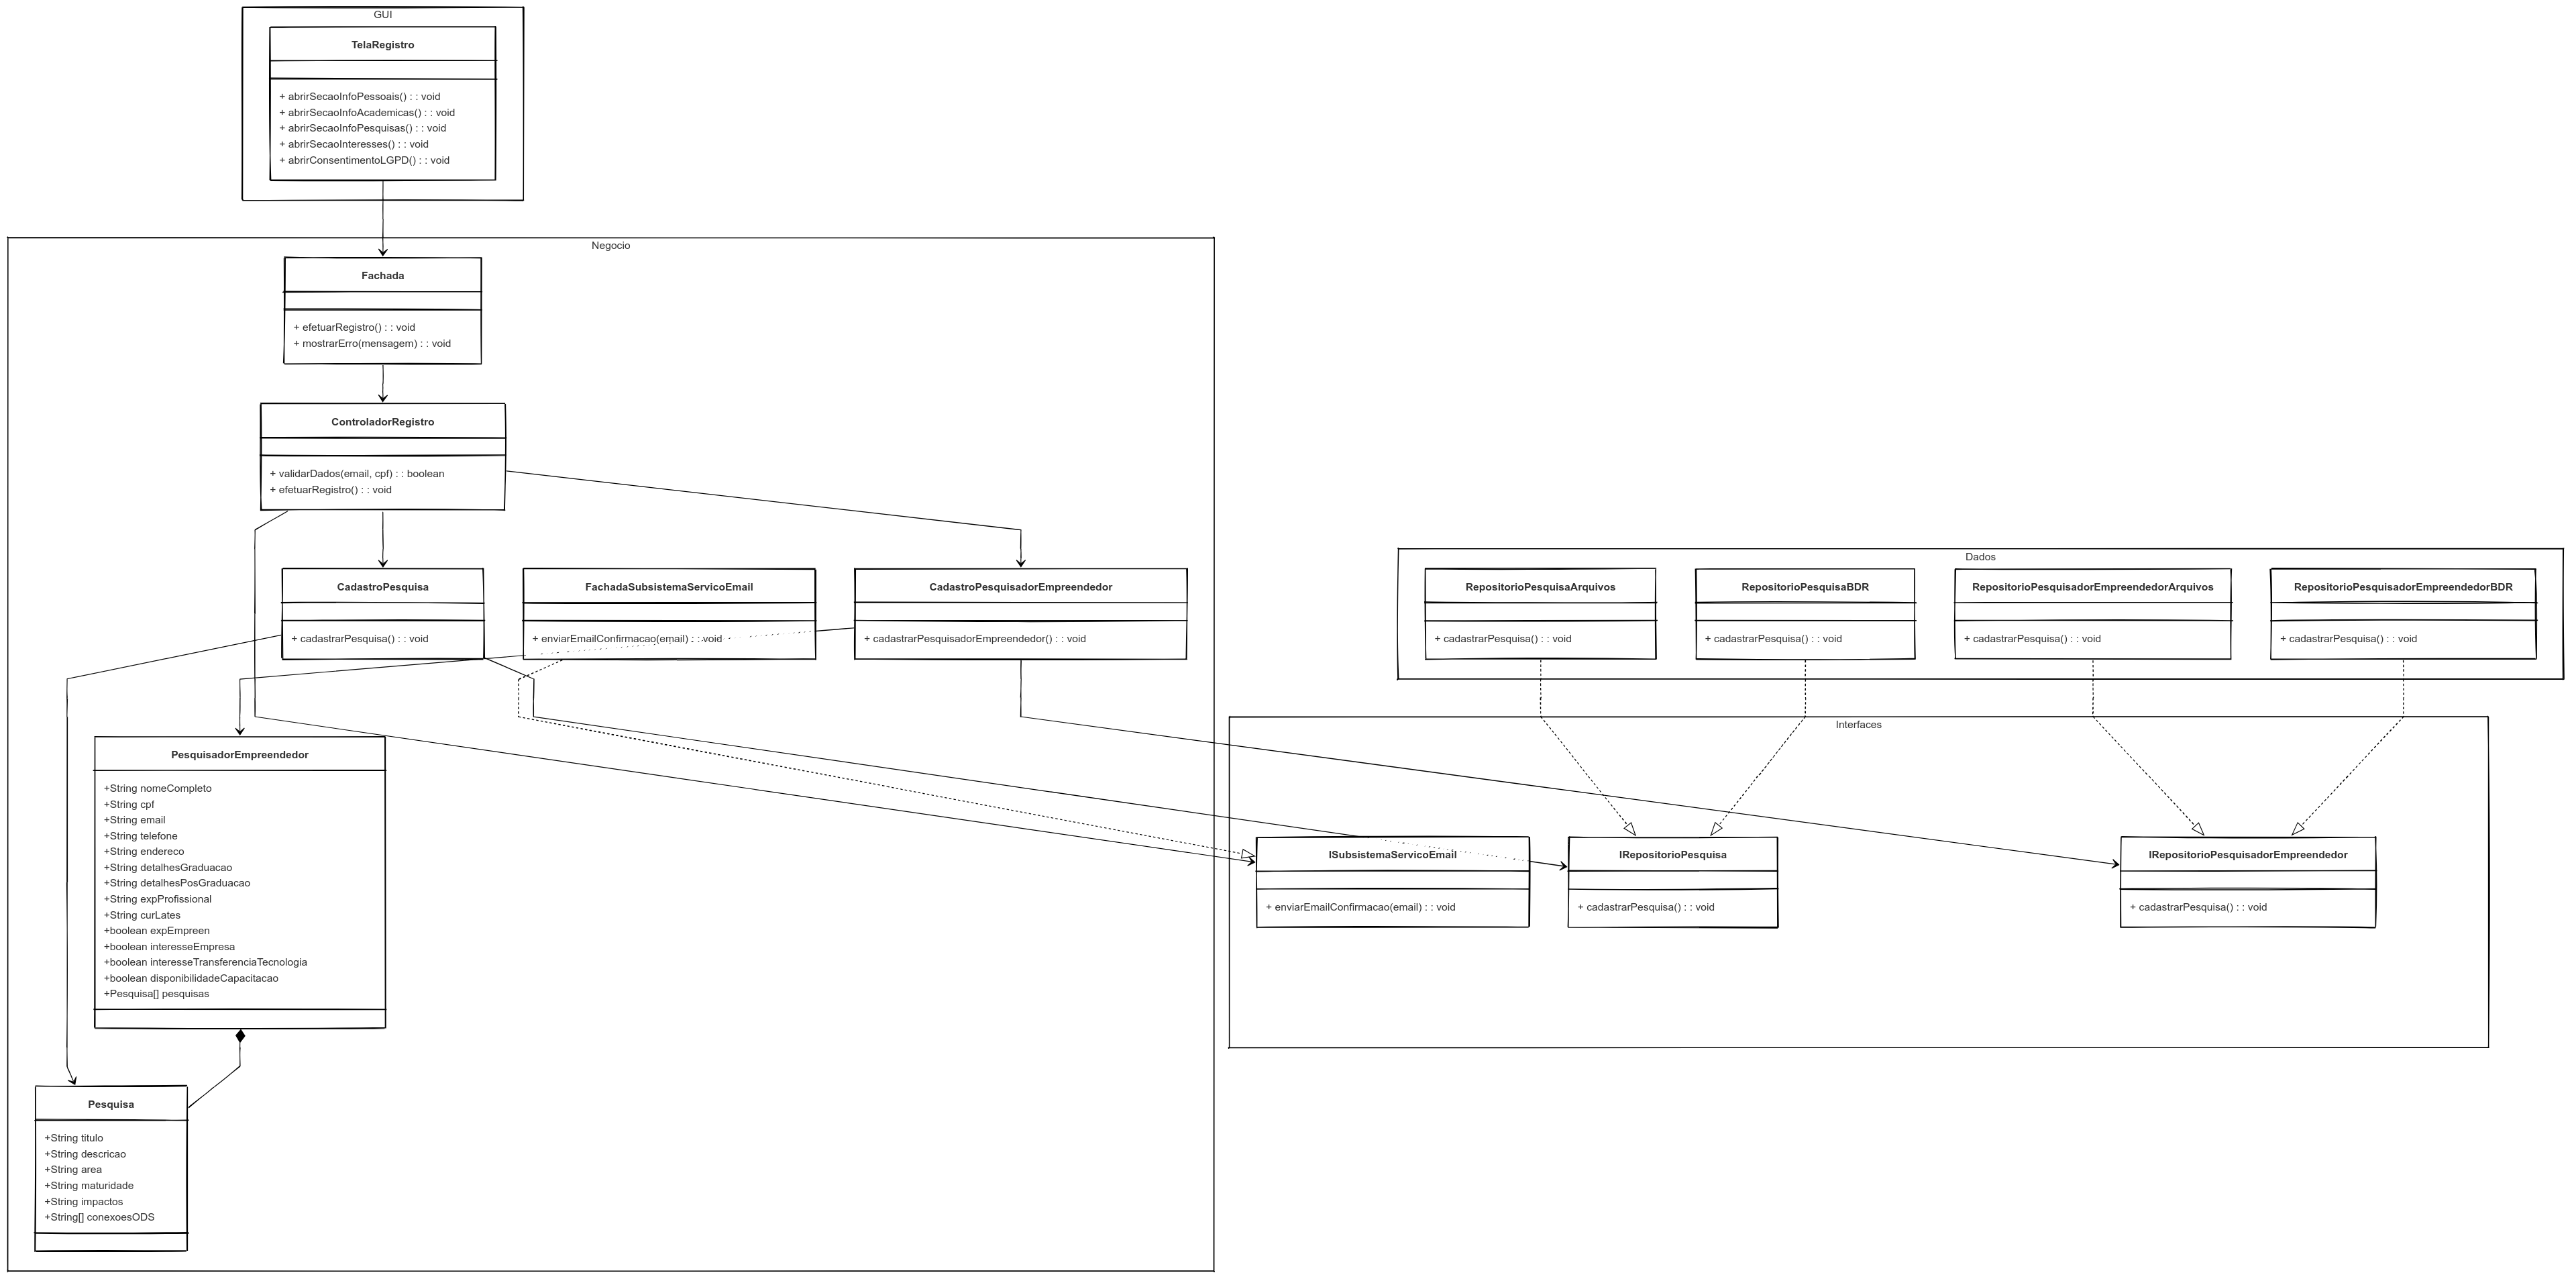 GUI
TelaRegistro
+ abrirSecaoInfoPessoais() : : void
+ abrirSecaoInfoAcademicas() : : void
+ abrirSecaoInfoPesquisas() : : void
+ abrirSecaoInteresses() : : void
+ abrirConsentimentoLGPD() : : void
Negocio
Fachada
+ efetuarRegistro() : : void
+ mostrarErro(mensagem) : : void
ControladorRegistro
+ validarDados(email, cpf) : : boolean
+ efetuarRegistro() : : void
CadastroPesquisa
+ cadastrarPesquisa() : : void
FachadaSubsistemaServicoEmail
+ enviarEmailConfirmacao(email) : : void
CadastroPesquisadorEmpreendedor
+ cadastrarPesquisadorEmpreendedor() : : void
PesquisadorEmpreendedor
+String nomeCompleto
+String cpf
+String email
+String telefone
+String endereco
+String detalhesGraduacao
+String detalhesPosGraduacao
+String expProfissional
+String curLates
+boolean expEmpreen
+boolean interesseEmpresa
+boolean interesseTransferenciaTecnologia
+boolean disponibilidadeCapacitacao
+Pesquisa[] pesquisas
Pesquisa
+String titulo
+String descricao
+String area
+String maturidade
+String impactos
+String[] conexoesODS
Dados
RepositorioPesquisaArquivos
+ cadastrarPesquisa() : : void
RepositorioPesquisaBDR
+ cadastrarPesquisa() : : void
RepositorioPesquisadorEmpreendedorArquivos
+ cadastrarPesquisa() : : void
RepositorioPesquisadorEmpreendedorBDR
+ cadastrarPesquisa() : : void
Interfaces
ISubsistemaServicoEmail
+ enviarEmailConfirmacao(email) : : void
IRepositorioPesquisa
+ cadastrarPesquisa() : : void
IRepositorioPesquisadorEmpreendedor
+ cadastrarPesquisa() : : void